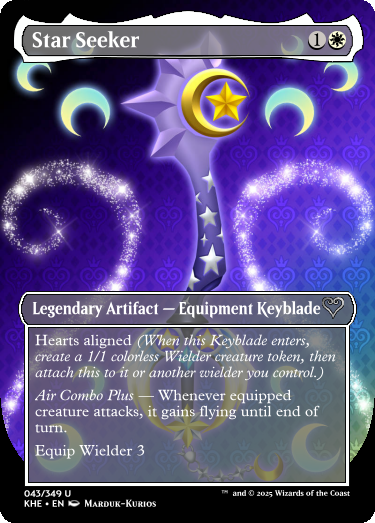 Star Seeker 1
Legendary Artifact — Equipment Keyblade
Hearts aligned (When this Keyblade enters,
create a 1/1 colorless Wielder creature token, then
attach this to it or another wielder you control.)
Air Combo Plus — Whenever equipped
creature attacks, it gains flying until end of
turn.
Equip Wielder 3
043/349 U
KHE • EN Marduk-Kurios
™ and © 2025 Wizards of the Coast